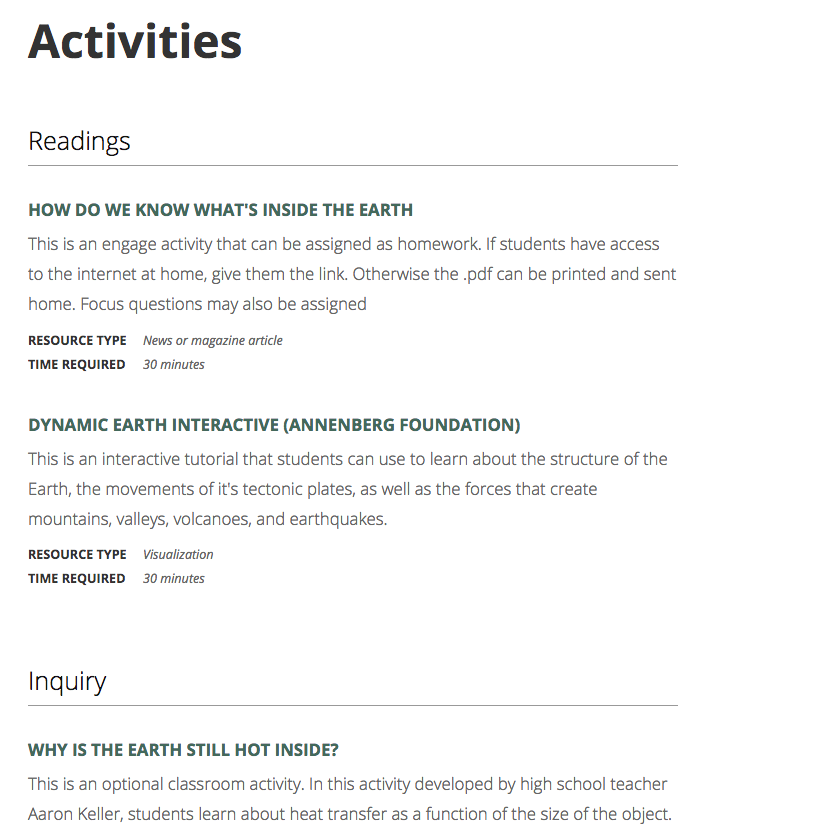 Activities
Readings
HOW DO WE KNOW WHAT'S INSIDE THE EARTH
This is an engage activity that can be assigned as homework. If students have access
to the internet at home, give them the link. Otherwise the .pdf can be printed and sent
home. Focus questions may also be assigned
RESOURCE TYPE News or magazine article
TIME REQUIRED 30 minutes
DYNAMIC EARTH INTERACTIVE (ANNENBERG FOUNDATION)
This is an interactive tutorial that students can use to learn about the structure of the
Earth, the movements of it's tectonic plates, as well as the forces that create
mountains, valleys, volcanoes, and earthquakes.
RESOURCE TYPE Visualization
TIME REQUIRED 30 minutes
Inquiry
WHY IS THE EARTH STILL HOT INSIDE?
This is an optional classroom activity. In this activity developed by high school teacher
Aaron Keller, students learn about heat transfer as a function of the size of the object.